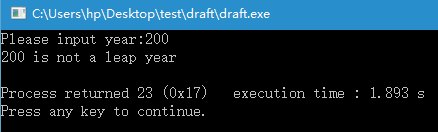 C:\Users\hp\Desktop\test\draft\draft.exe
Please input year:200
200 is not a leap year
Process returned 23 (0x17)   execution time : 1.893 s
Press any key to continue.